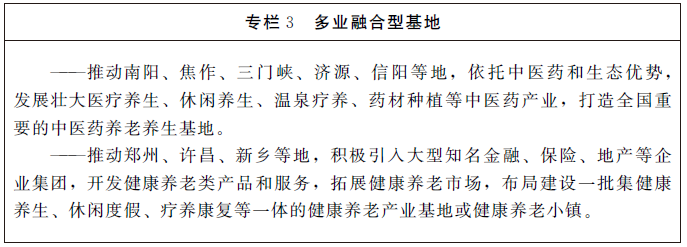 专栏 3 多业融合型基地
——推动南阳、焦作、三门峡、济源、信阳等地，依托中医药和生态优势，
发展壮大医疗养生、休闲养生、温泉疗养、药材种植等中医药产业，打造全国重
要的中医药养老养生基地。
——推动郑州、许昌、新乡等地，积极引入大型知名金融、保险、地产等企
业集团，开发健康养老类产品和服务，拓展健康养老市场，布局建设一批集健康
养生、休闲度假、疗养康复等一体的健康养老产业基地或健康养老小镇。